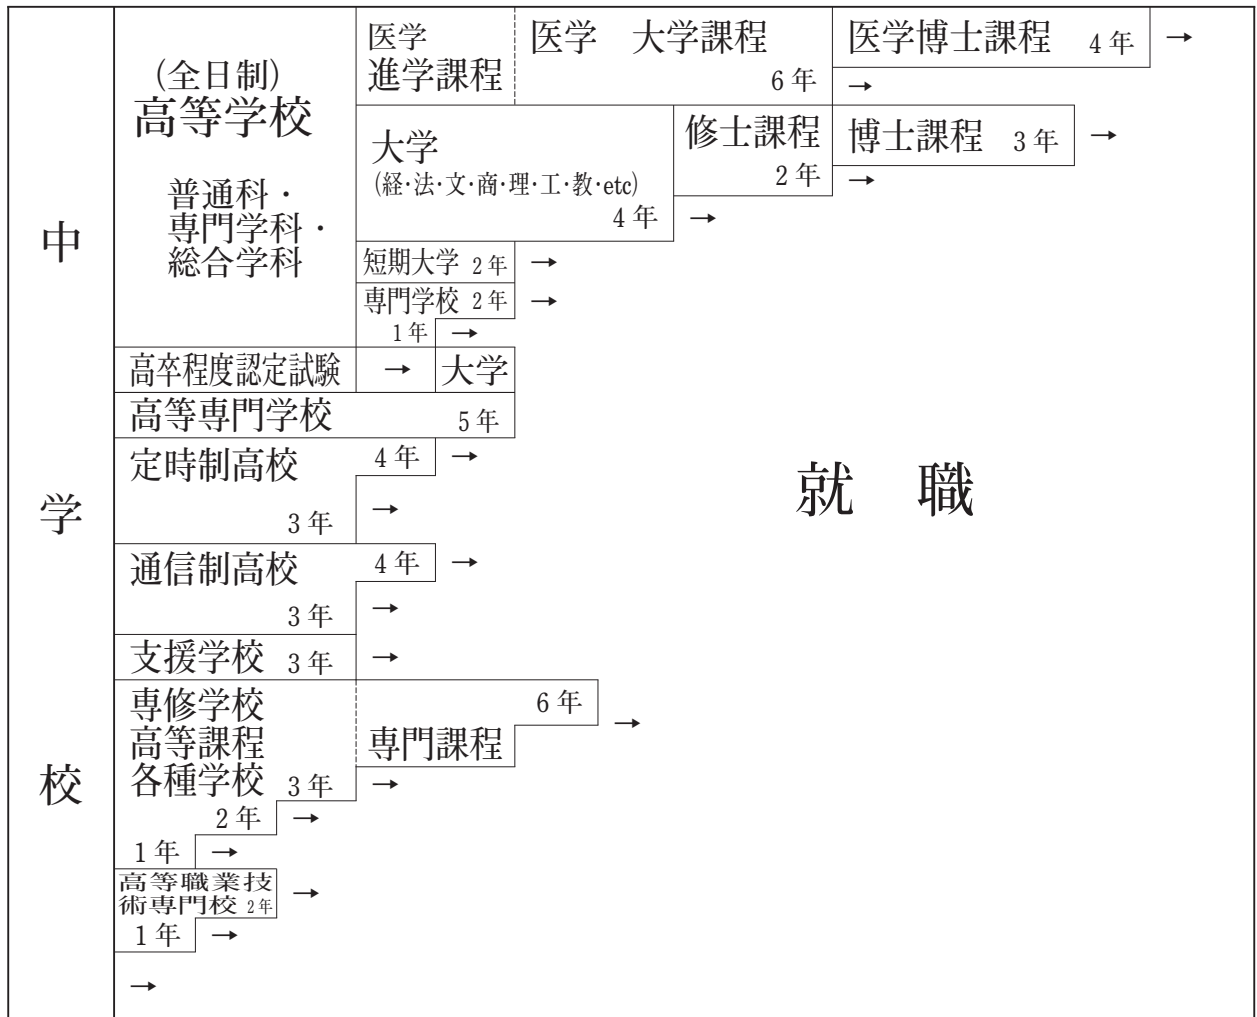 中学校
(全日制)
高等学校
普通科・
専門学科・
総合学科
医学
進学課程
医学 大学課程
6年
→
医学博士課程 4年 →
大学
(経・法・文・商・理・工・教・etc)
4年 →
修士課程
2年 →
博士課程 3年 →
短期大学 2年 →
専門学校 2年 →
1年 →
高卒程度認定試験 → 大学
高等専門学校 5年
定時制高校 4年 →
3年 →
通信制高校 4年 →
3年 →
支援学校 3年 →
専修学校
高等課程
各種学校 3年 →
6年 →
専門課程
2年 →
1年 →
高等職業技
術専門校 2年 →
1年 →
→
就職